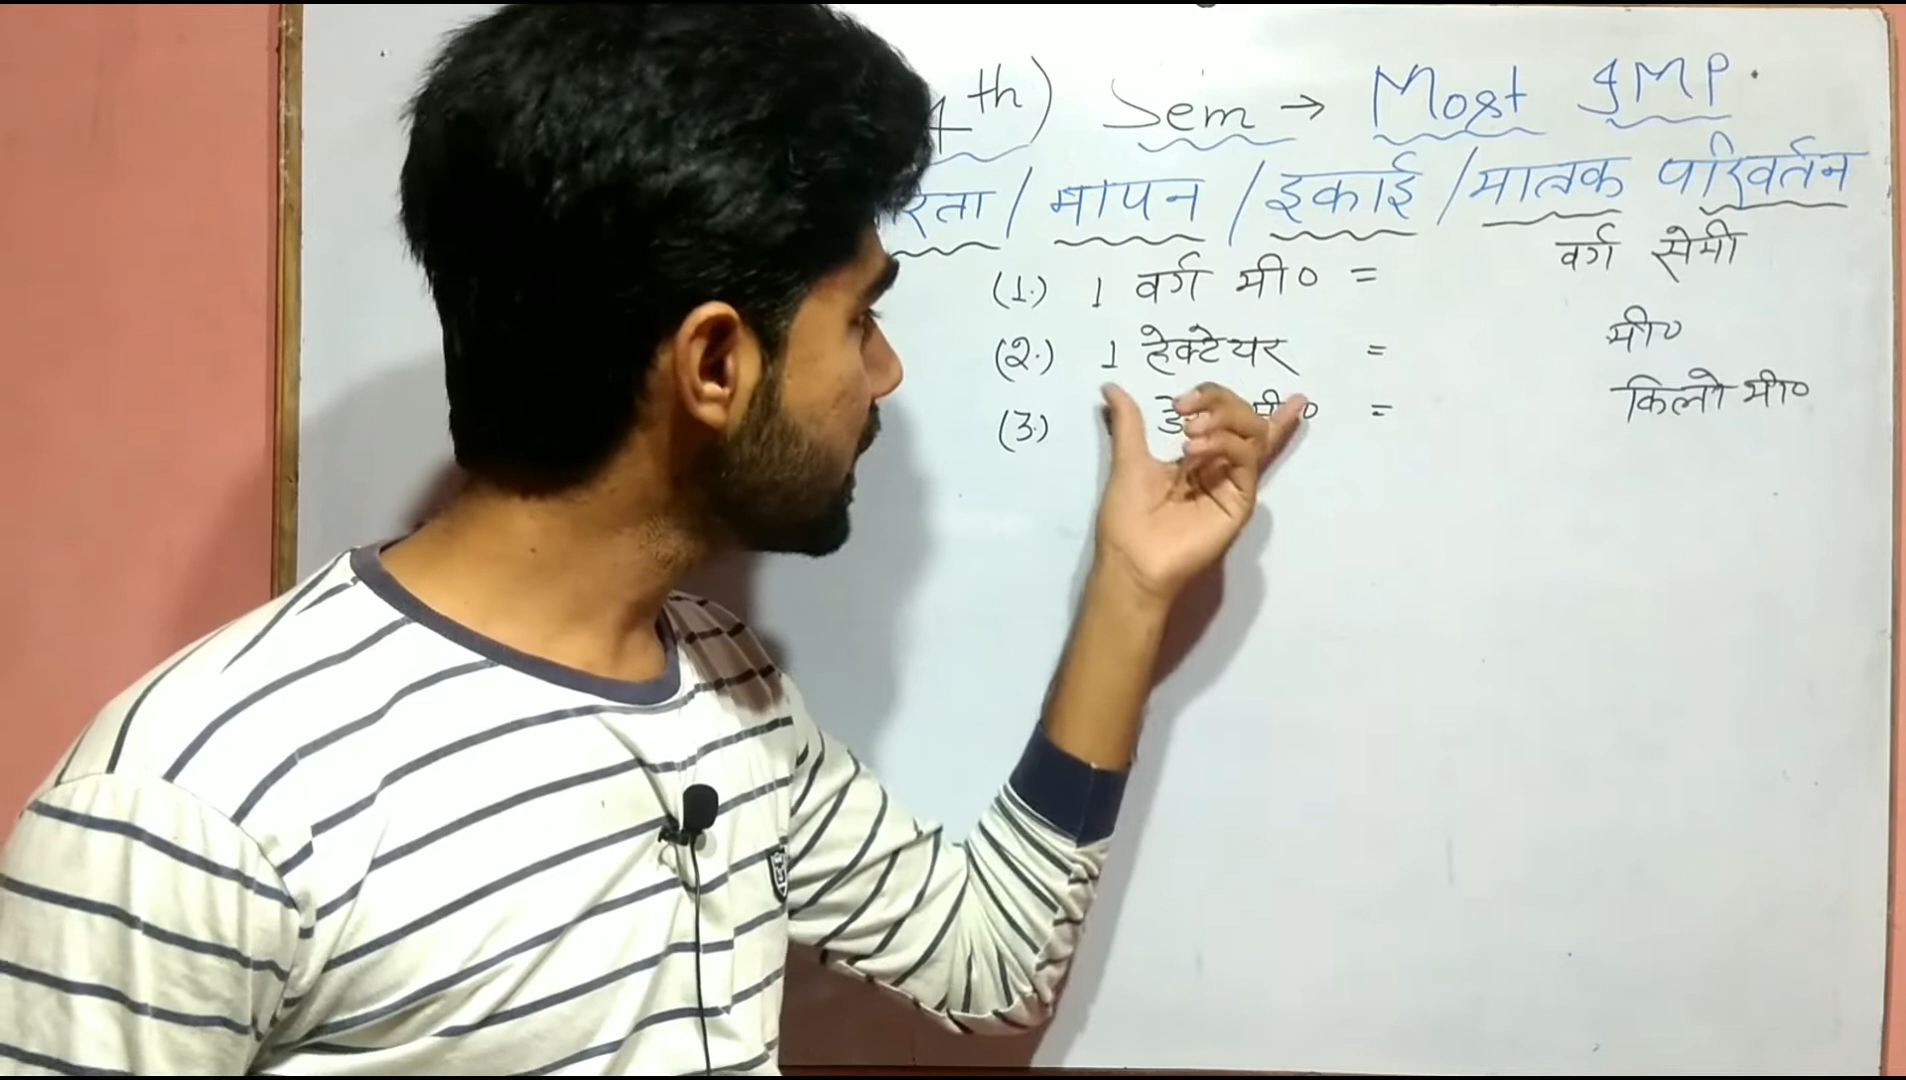 th) Sem → Most IMP.
रता / मापन / इकाई / मात्रक परिवर्तन
(1.) 1 वर्ग मी० = वर्ग सेमी
(2.) 1 हेक्टेयर = मी०
(3.) = किलो मी०